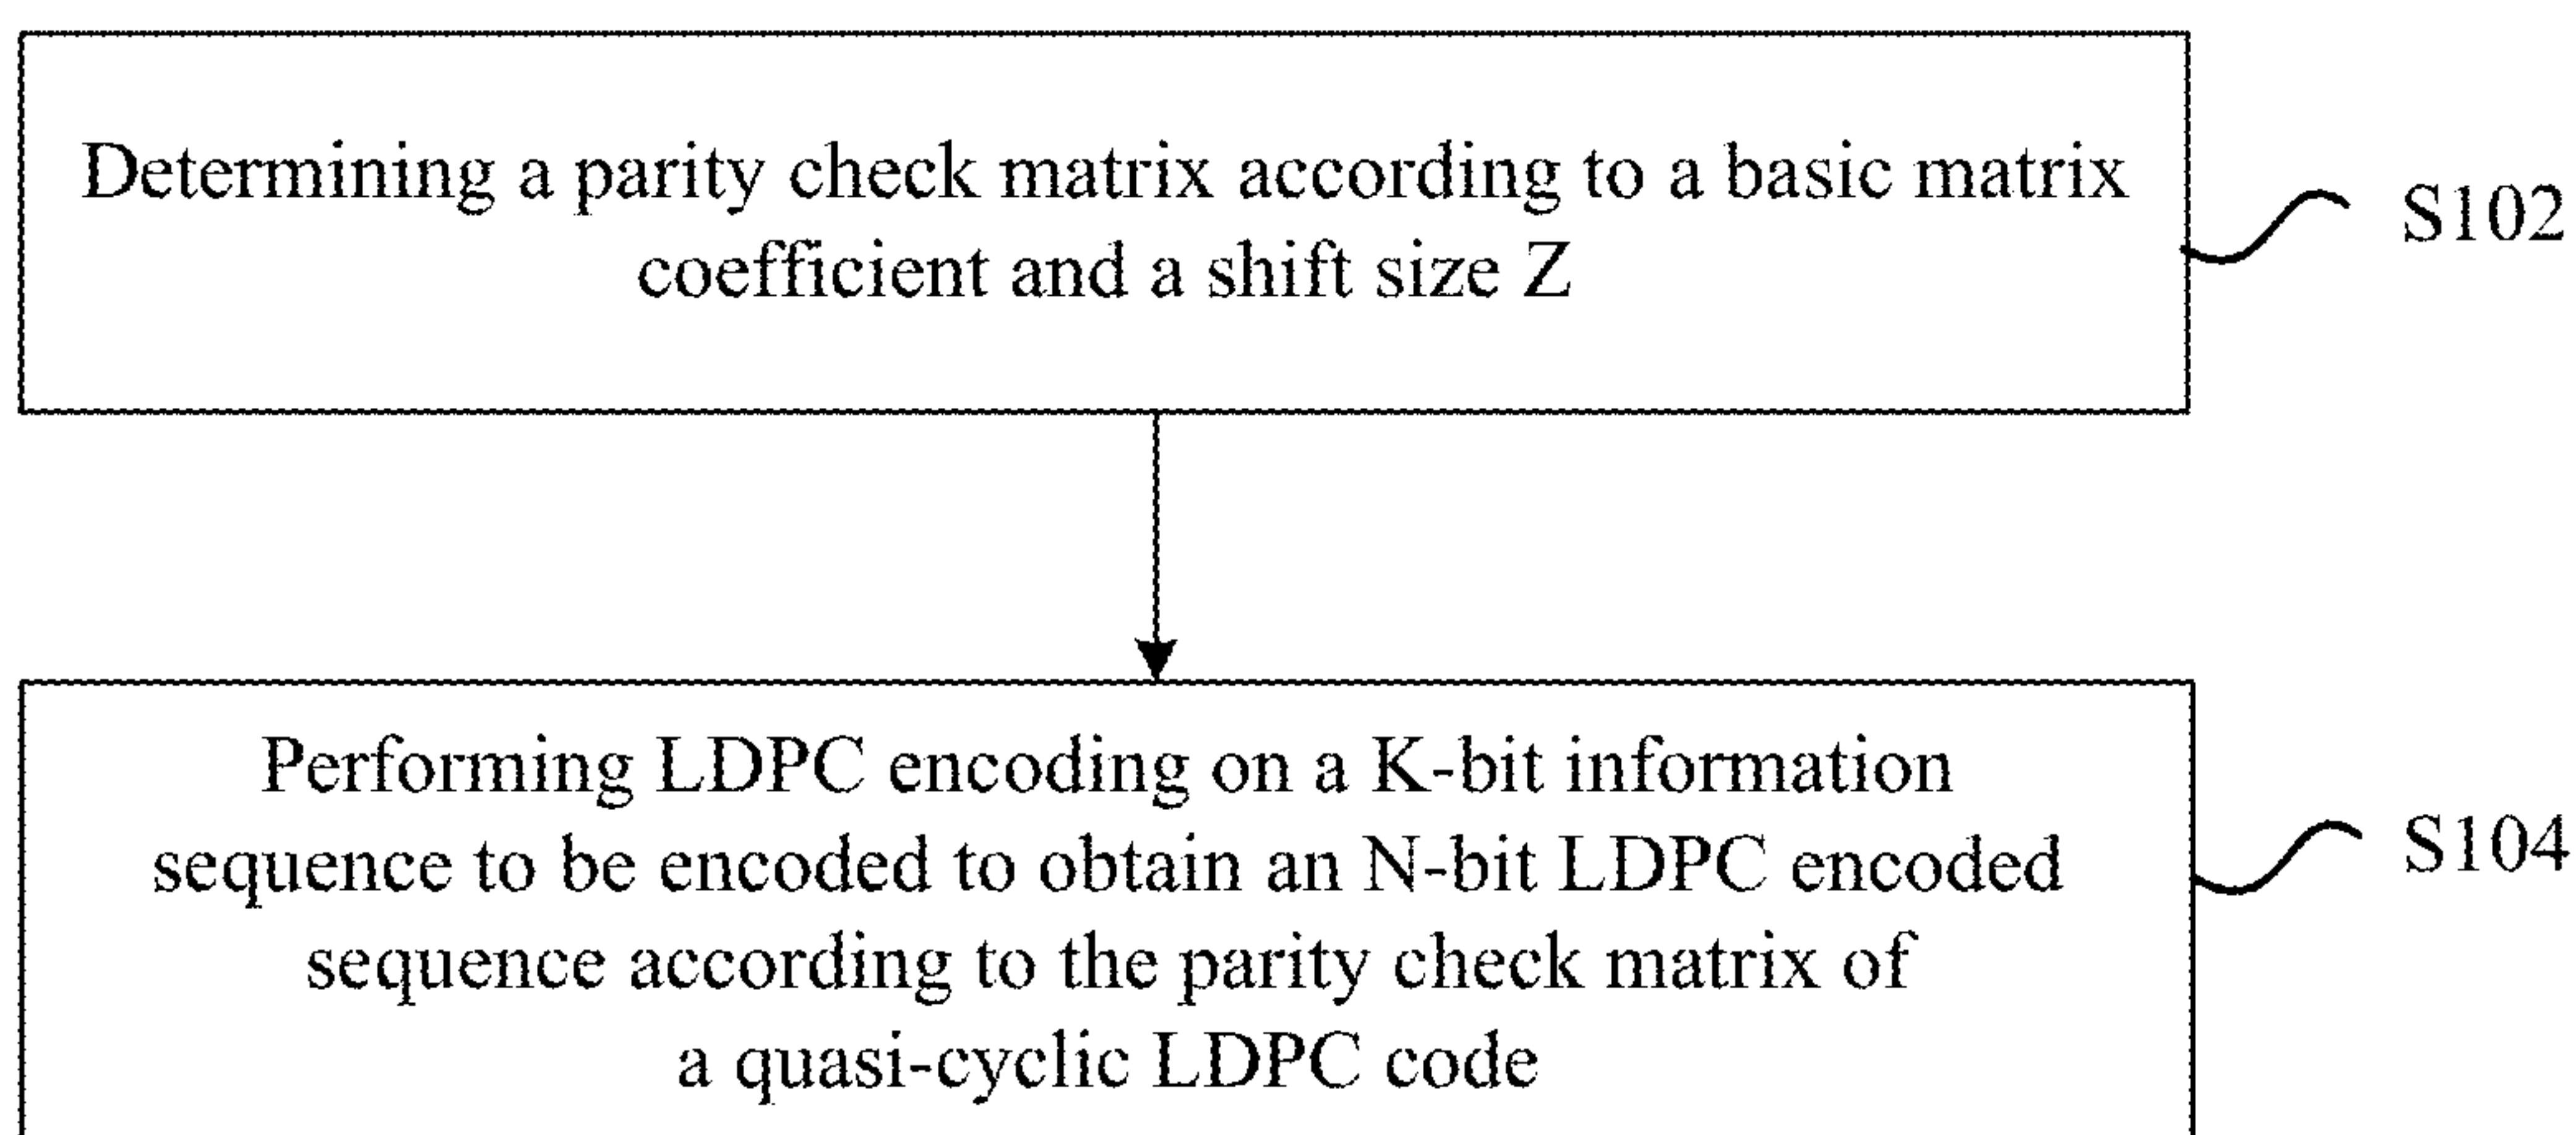 Determining a parity check matrix according to a basic matrix
coefficient and a shift size Z
S102
Performing LDPC encoding on a K-bit information
sequence to be encoded to obtain an N-bit LDPC encoded
sequence according to the parity check matrix of
a quasi-cyclic LDPC code
S104